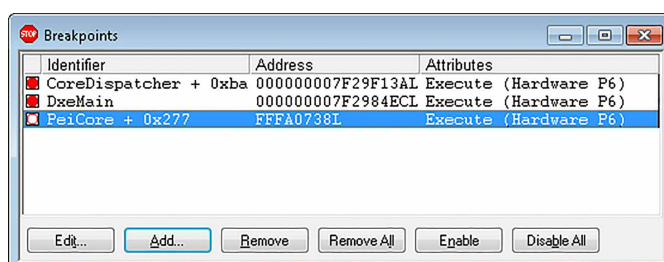 STOP Breakpoints
Identifier Address Attributes
CoreDispatcher + 0xba 000000007F29F13AL Execute (Hardware P6)
DxeMain 000000007F2984ECL Execute (Hardware P6)
PeiCore + 0x277 FFFA0738L Execute (Hardware P6)
Edit... Add... Remove Remove All Enable Disable All